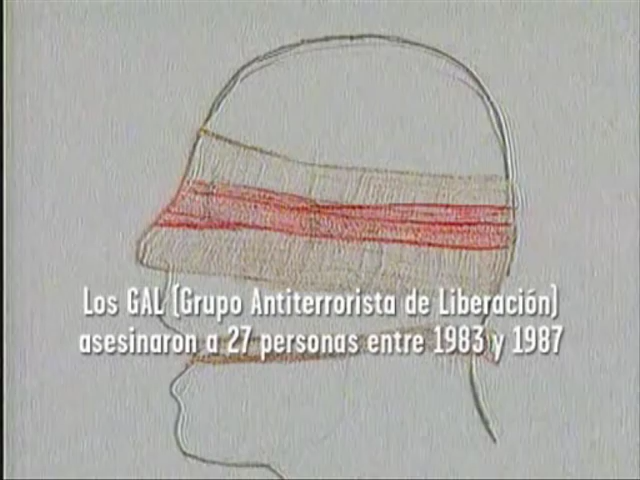 Los GAL (Grupo Antiterrorista de Liberación)
asesinaron a 27 personas entre 1983 y 1987